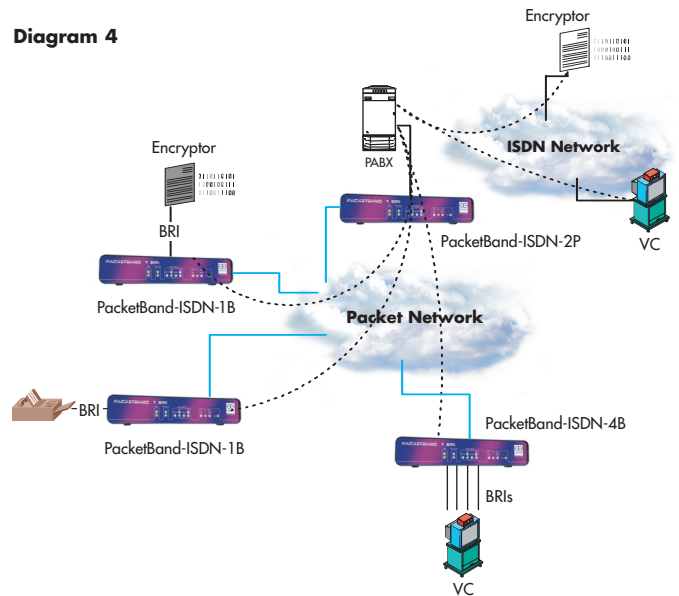 Diagram 4
Encryptor
ISDN Network
PABX
Encryptor
BRI
PacketBand-ISDN-2P
VC
PacketBand-ISDN-1B
Packet Network
BRI
PacketBand-ISDN-1B
PacketBand-ISDN-4B
BRIs
VC